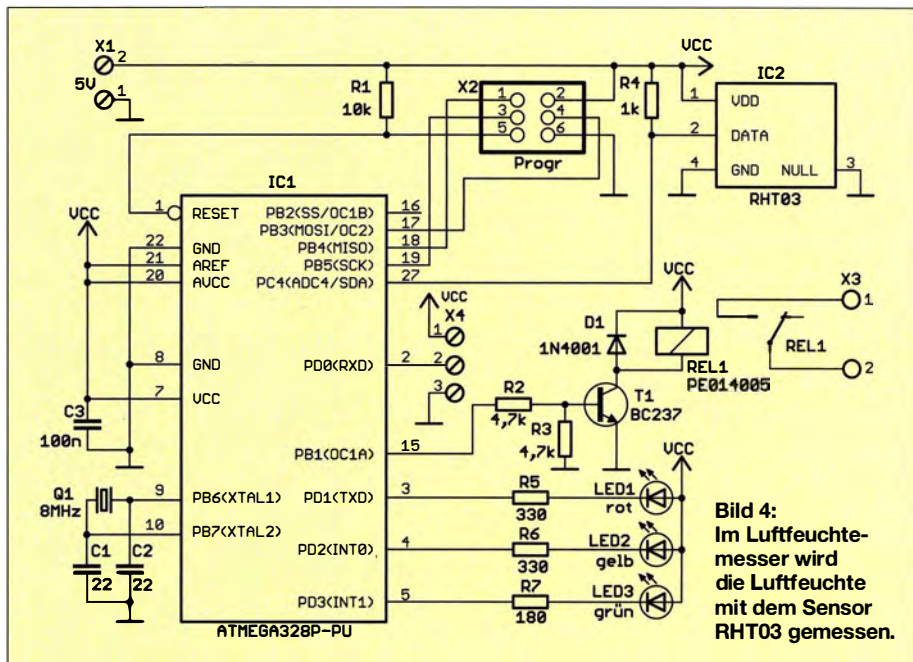 X1
2
5V
1
R1
10k
X2
1
2
3
4
5
6
Progr
R4
1k
VCC
IC2
1
VDD
2
DATA
4
GND
NULL
3
RHT03
IC1
1
RESET
VCC
22
GND
21
AREF
20
AVCC
8
GND
7
VCC
C3
100n
Q1
8MHz
9
PB6(XTAL1)
10
PB7(XTAL2)
C1
C2
22
22
PB2(SS/OC1B)
16
PB3(MOSI/OC2)
17
PB4(MISO)
18
PB5(SCK)
19
PC4(ADC4/SDA)
27
PD0(RXD)
2
PB1(OC1A)
15
PD1(TXD)
3
PD2(INT0)
4
PD3(INT1)
5
ATMEGA328P-PU
VCC
X4
1
2
3
R2
4,7k
R3
4,7k
D1
1N4001
VCC
REL1
PE014005
T1
BC237
X3
1
REL1
2
VCC
R5
330
LED1
rot
R6
330
LED2
gelb
R7
180
LED3
grün
Bild 4:
Im Luftfeuchte-
messer wird
die Luftfeuchte
mit dem Sensor
RHT03 gemessen.